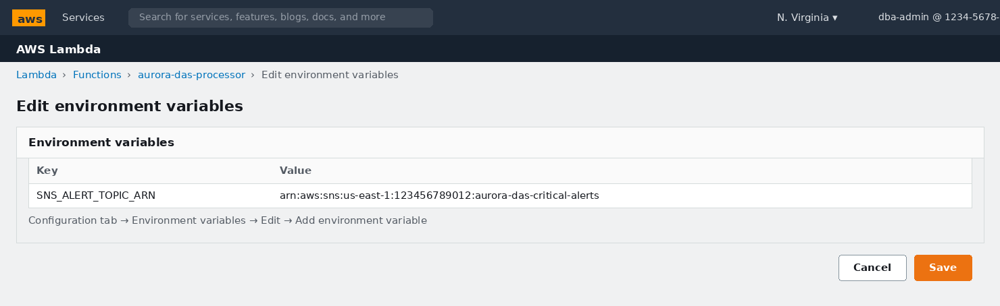 aws Services Search for services, features, blogs, docs, and more N. Virginia ▾ dba-admin @ 1234-5678-
AWS Lambda
Lambda › Functions › aurora-das-processor › Edit environment variables
Edit environment variables
Environment variables
Key Value
SNS_ALERT_TOPIC_ARN arn:aws:sns:us-east-1:123456789012:aurora-das-critical-alerts
Configuration tab → Environment variables → Edit → Add environment variable
Cancel Save